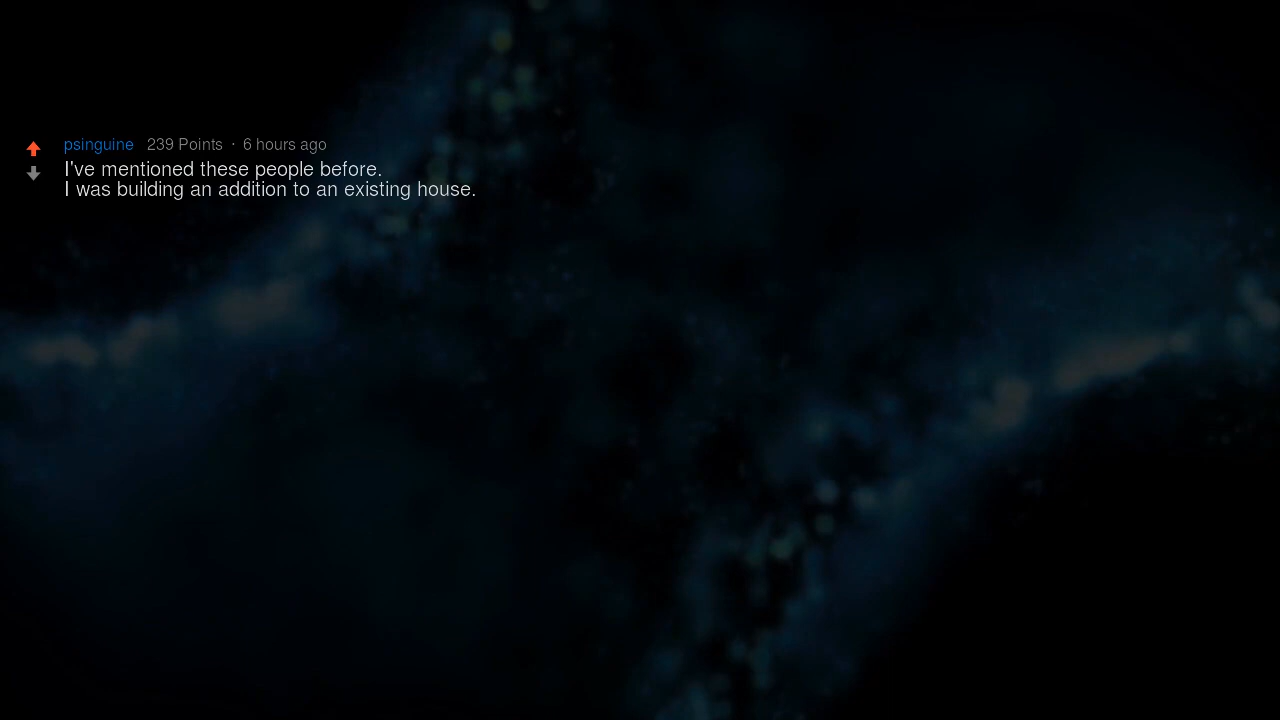 psinguine 239 Points · 6 hours ago
I've mentioned these people before.
I was building an addition to an existing house.